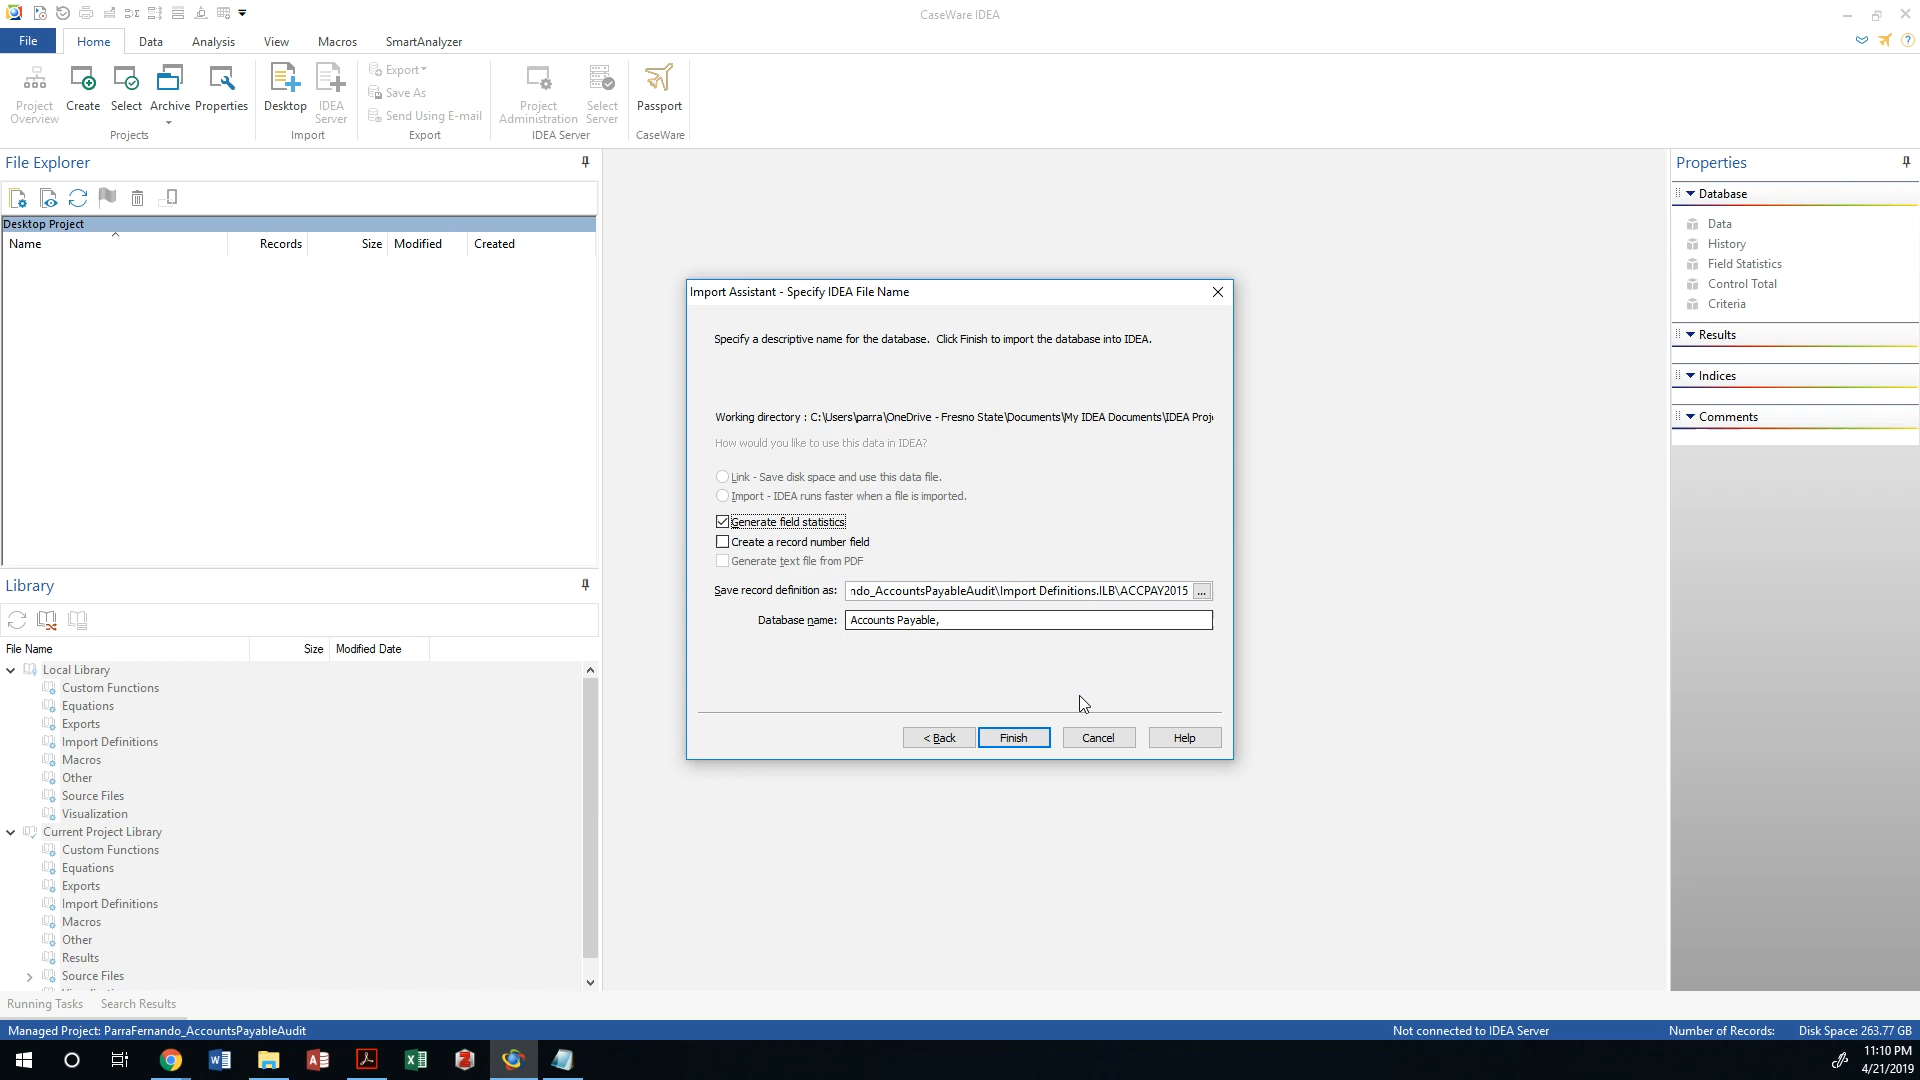 CaseWare IDEA
File
Home
Data
Analysis
View
Macros
SmartAnalyzer
Project Overview
Create
Select
Archive
Properties
Projects
Desktop
IDEA Server
Import
Export
Save As
Send Using E-mail
Export
Project Administration
Select Server
IDEA Server
Passport
CaseWare
File Explorer
Desktop Project
Name Records Size Modified Created
Library
File Name Size Modified Date
Local Library
Custom Functions
Equations
Exports
Import Definitions
Macros
Other
Source Files
Visualization
Current Project Library
Custom Functions
Equations
Exports
Import Definitions
Macros
Other
Results
Source Files
Running Tasks Search Results
Import Assistant - Specify IDEA File Name
Specify a descriptive name for the database. Click Finish to import the database into IDEA.
Working directory : C:\Users\parra\OneDrive - Fresno State\Documents\My IDEA Documents\IDEA Proj
How would you like to use this data in IDEA?
Link - Save disk space and use this data file.
Import - IDEA runs faster when a file is imported.
Generate field statistics
Create a record number field
Generate text file from PDF
Save record definition as: ndo_AccountsPayableAudit\Import Definitions.ILB\ACCPAY2015 ...
Database name: Accounts Payable,
< Back
Finish
Cancel
Help
Properties
Database
Data
History
Field Statistics
Control Total
Criteria
Results
Indices
Comments
Managed Project: ParraFernando_AccountsPayableAudit
Not connected to IDEA Server
Number of Records:
Disk Space: 263.77 GB
11:10 PM
4/21/2019